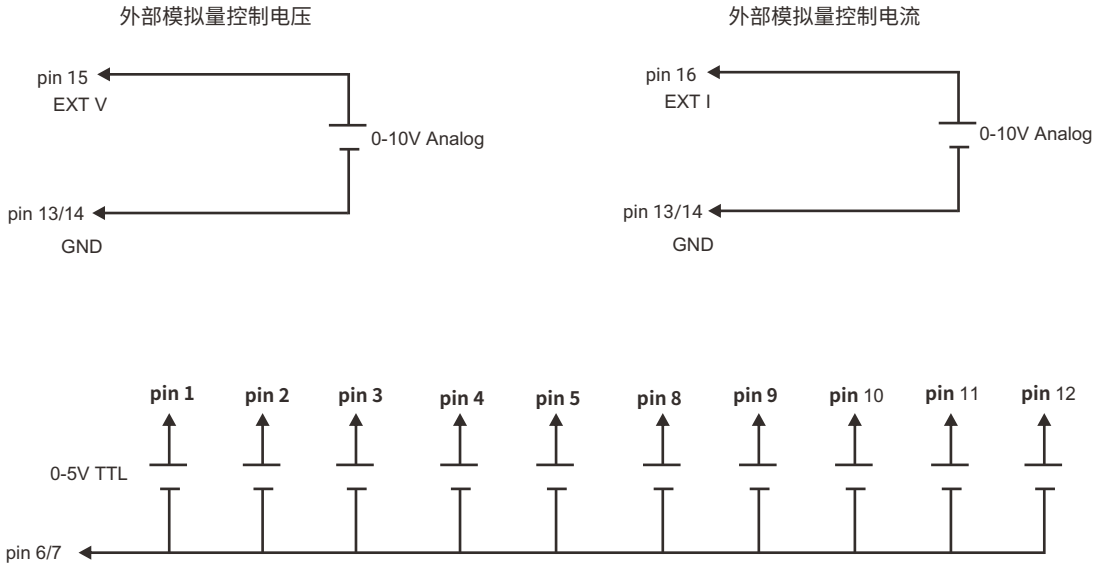 外部模拟量控制电压
pin 15
EXT V
0-10V Analog
pin 13/14
GND
外部模拟量控制电流
pin 16
EXT I
0-10V Analog
pin 13/14
GND
pin 1 pin 2 pin 3 pin 4 pin 5 pin 8 pin 9 pin 10 pin 11 pin 12
0-5V TTL
pin 6/7